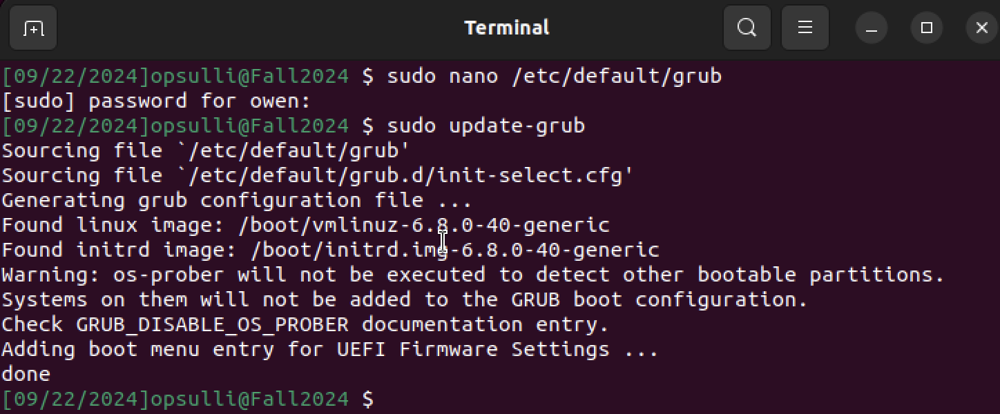 Terminal
[09/22/2024]opsulli@Fall2024 $ sudo nano /etc/default/grub
[sudo] password for owen:
[09/22/2024]opsulli@Fall2024 $ sudo update-grub
Sourcing file `/etc/default/grub'
Sourcing file `/etc/default/grub.d/init-select.cfg'
Generating grub configuration file ...
Found linux image: /boot/vmlinuz-6.8.0-40-generic
Found initrd image: /boot/initrd.img-6.8.0-40-generic
Warning: os-prober will not be executed to detect other bootable partitions.
Systems on them will not be added to the GRUB boot configuration.
Check GRUB_DISABLE_OS_PROBER documentation entry.
Adding boot menu entry for UEFI Firmware Settings ...
done
[09/22/2024]opsulli@Fall2024 $